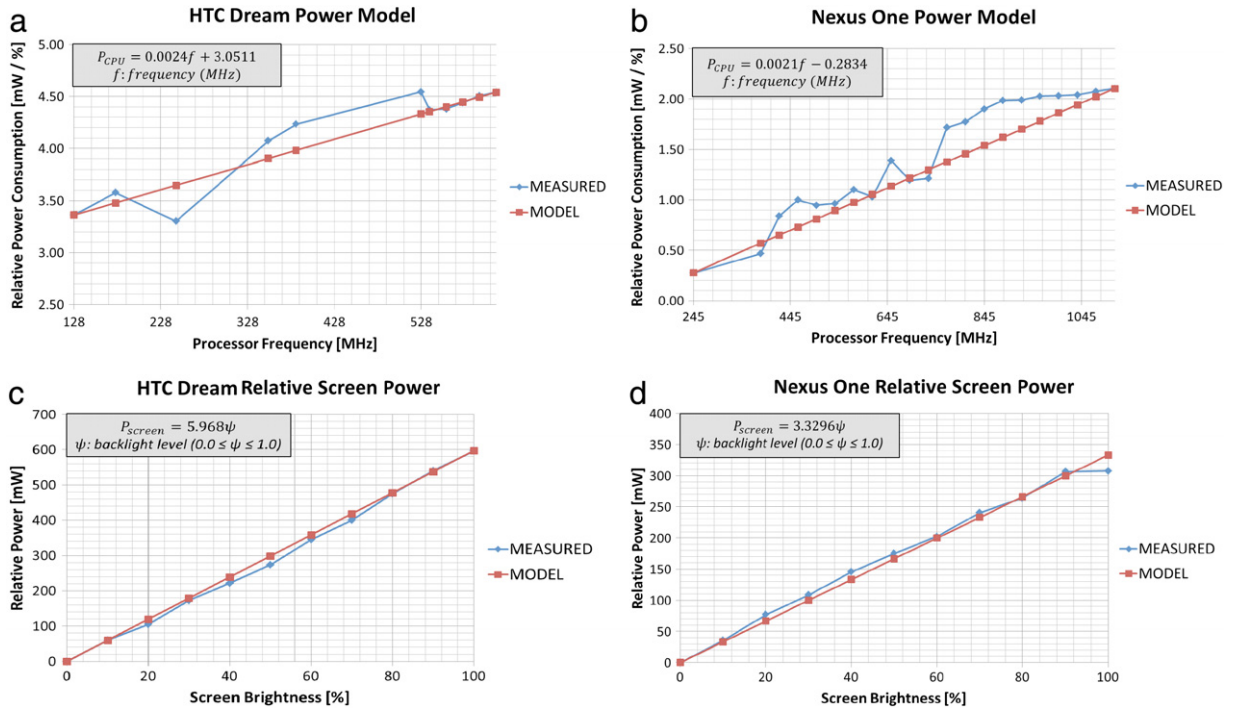 a
HTC Dream Power Model
P_CPU = 0.0024f + 3.0511
f: frequency (MHz)
Relative Power Consumption [mW / %]
5.00
4.50
4.00
3.50
3.00
2.50
128
228
328
428
528
Processor Frequency [MHz]
MEASURED
MODEL
b
Nexus One Power Model
P_CPU = 0.0021f − 0.2834
f: frequency (MHz)
Relative Power Consumption [mW / %]
2.50
2.00
1.50
1.00
0.50
0.00
245
445
645
845
1045
Processor Frequency [MHz]
MEASURED
MODEL
c
HTC Dream Relative Screen Power
P_screen = 5.968ψ
ψ: backlight level (0.0 ≤ ψ ≤ 1.0)
Relative Power [mW]
700
600
500
400
300
200
100
0
0
20
40
60
80
100
Screen Brightness [%]
MEASURED
MODEL
d
Nexus One Relative Screen Power
P_screen = 3.3296ψ
ψ: backlight level (0.0 ≤ ψ ≤ 1.0)
Relative Power [mW]
400
350
300
250
200
150
100
50
0
0
20
40
60
80
100
Screen Brightness [%]
MEASURED
MODEL